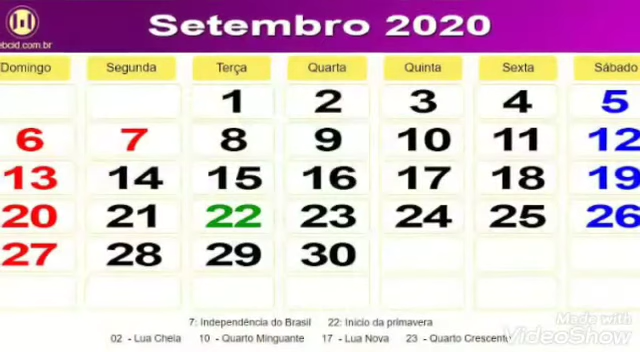 Setembro 2020
ebcid.com.br
Domingo Segunda Terça Quarta Quinta Sexta Sábado
1 2 3 4 5
6 7 8 9 10 11 12
13 14 15 16 17 18 19
20 21 22 23 24 25 26
27 28 29 30
7: Independência do Brasil 22: Início da primavera
02 - Lua Cheia 10 - Quarto Minguante 17 - Lua Nova 23 - Quarto Crescente
Made with
VideoShow